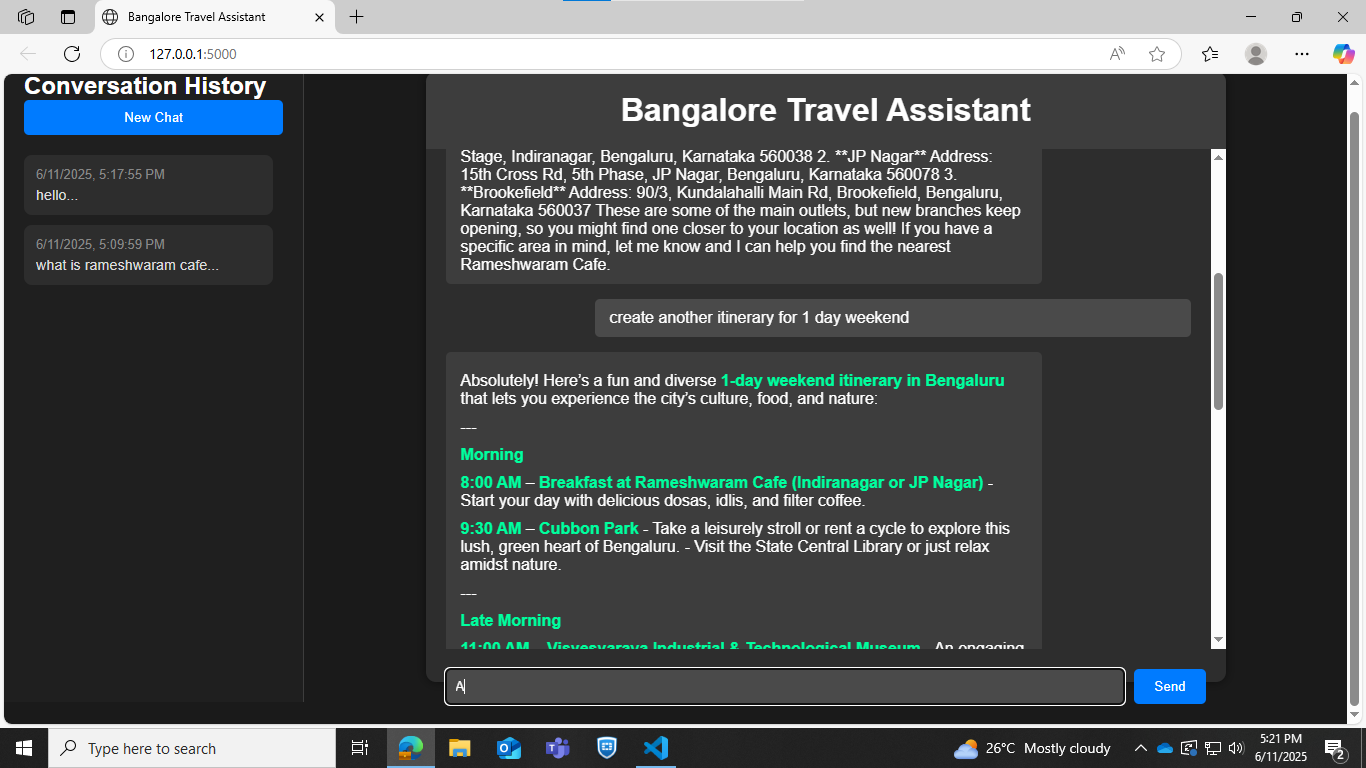 Bangalore Travel Assistant
127.0.0.1:5000
Conversation History
New Chat
6/11/2025, 5:17:55 PM
hello...
6/11/2025, 5:09:59 PM
what is rameshwaram cafe...
Bangalore Travel Assistant
Stage, Indiranagar, Bengaluru, Karnataka 560038 2. **JP Nagar** Address:
15th Cross Rd, 5th Phase, JP Nagar, Bengaluru, Karnataka 560078 3.
**Brookefield** Address: 90/3, Kundalahalli Main Rd, Brookefield, Bengaluru,
Karnataka 560037 These are some of the main outlets, but new branches keep
opening, so you might find one closer to your location as well! If you have a
specific area in mind, let me know and I can help you find the nearest
Rameshwaram Cafe.
create another itinerary for 1 day weekend
Absolutely! Here’s a fun and diverse 1-day weekend itinerary in Bengaluru
that lets you experience the city’s culture, food, and nature:
---
Morning
8:00 AM – Breakfast at Rameshwaram Cafe (Indiranagar or JP Nagar) -
Start your day with delicious dosas, idlis, and filter coffee.
9:30 AM – Cubbon Park - Take a leisurely stroll or rent a cycle to explore this
lush, green heart of Bengaluru. - Visit the State Central Library or just relax
amidst nature.
---
Late Morning
11:00 AM – Visvesvaraya Industrial & Technological Museum - An engaging
A
Send
Type here to search
26°C Mostly cloudy
5:21 PM
6/11/2025
2